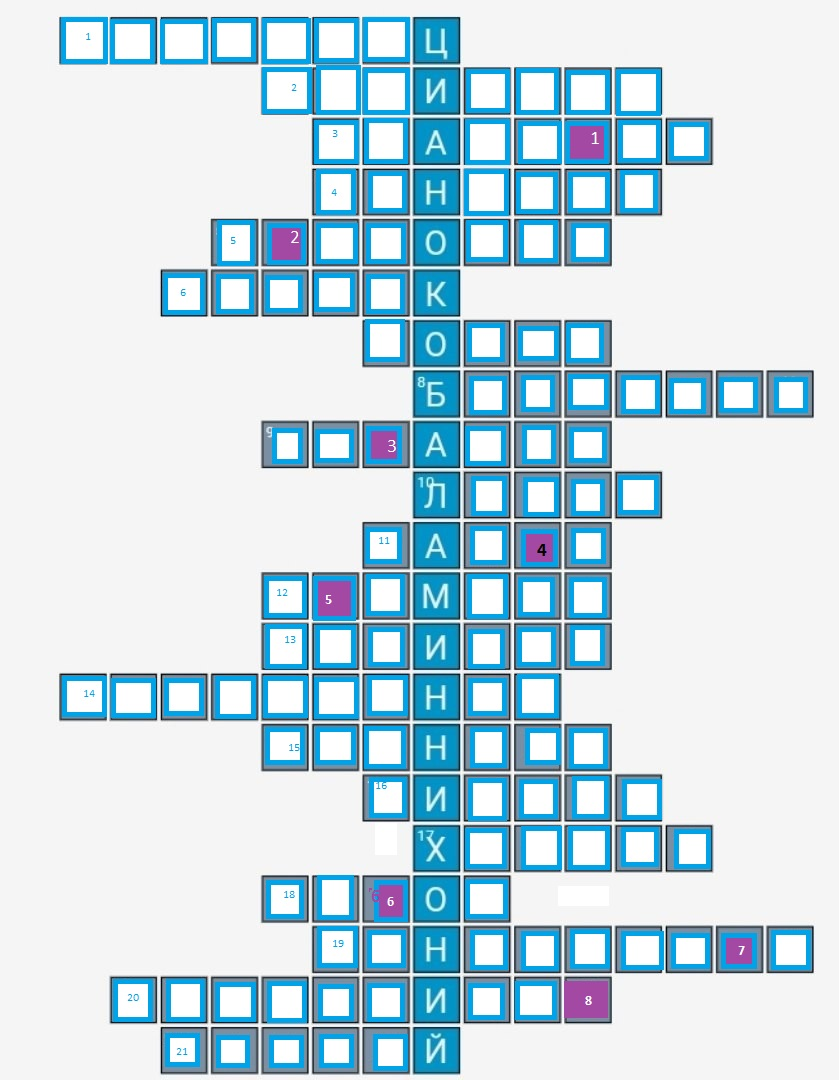 1 Ц
2 И
3 А 1
4 Н
5 2 О
6 К
О
8 Б
9 3 А
10 Л
11 А 4
12 5 М
13 И
14 Н
15 Н
16 И
17 Х
18 6 6 О
19 Н 7
20 И 8
21 Й